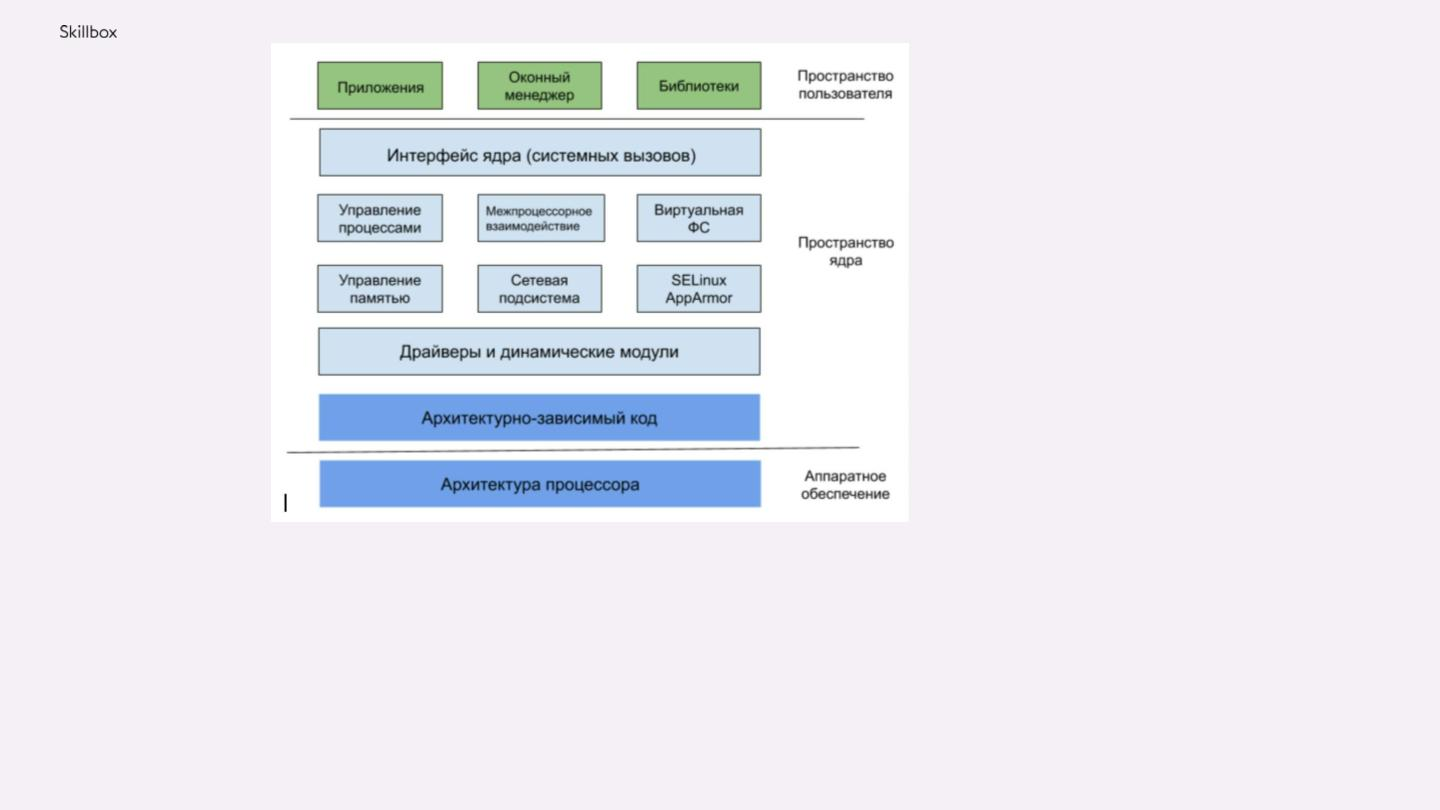 Skillbox
Приложения
Оконный
менеджер
Библиотеки
Пространство
пользователя
Интерфейс ядра (системных вызовов)
Управление
процессами
Межпроцессорное
взаимодействие
Виртуальная
ФС
Пространство
ядра
Управление
памятью
Сетевая
подсистема
SELinux
AppArmor
Драйверы и динамические модули
Архитектурно-зависимый код
Архитектура процессора
Аппаратное
обеспечение